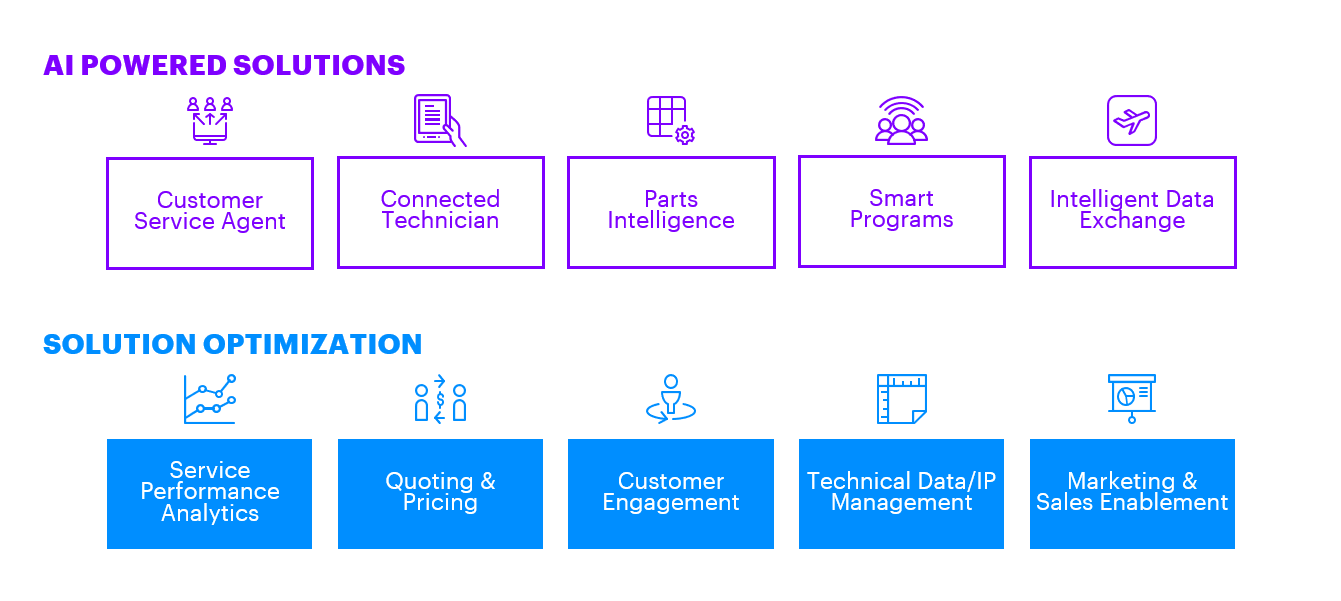 AI POWERED SOLUTIONS
Customer
Service Agent
Connected
Technician
Parts
Intelligence
Smart
Programs
Intelligent Data
Exchange
SOLUTION OPTIMIZATION
Service
Performance
Analytics
Quoting &
Pricing
Customer
Engagement
Technical Data/IP
Management
Marketing &
Sales Enablement